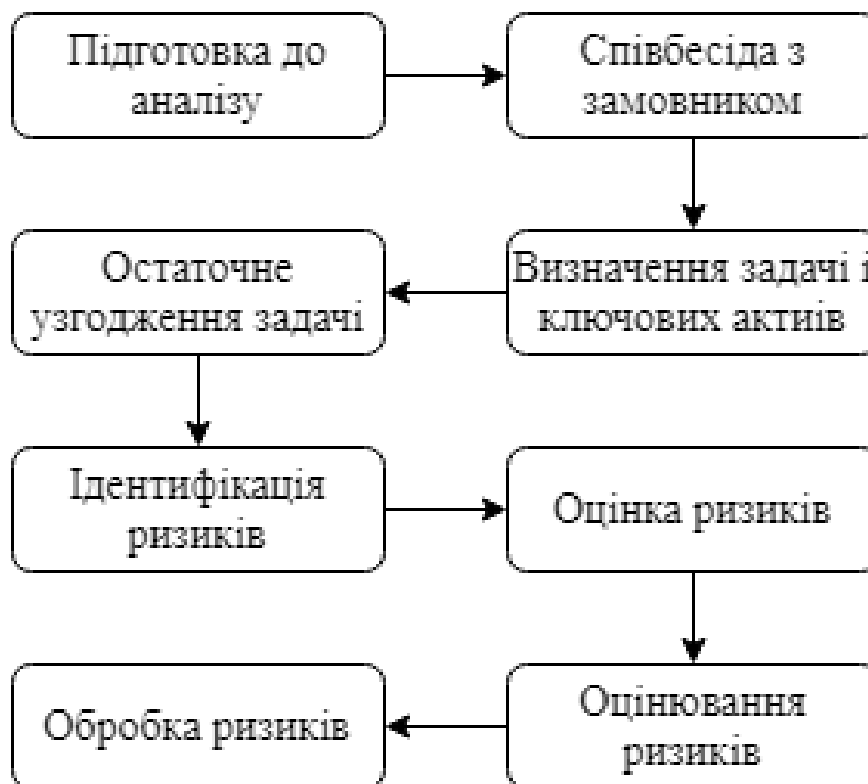 Підготовка до
аналізу
Співбесіда з
замовником
Визначення задачі і
ключових актиів
Остаточне
узгодження задачі
Ідентифікація
ризиків
Оцінка ризиків
Оцінювання
ризиків
Обробка ризиків